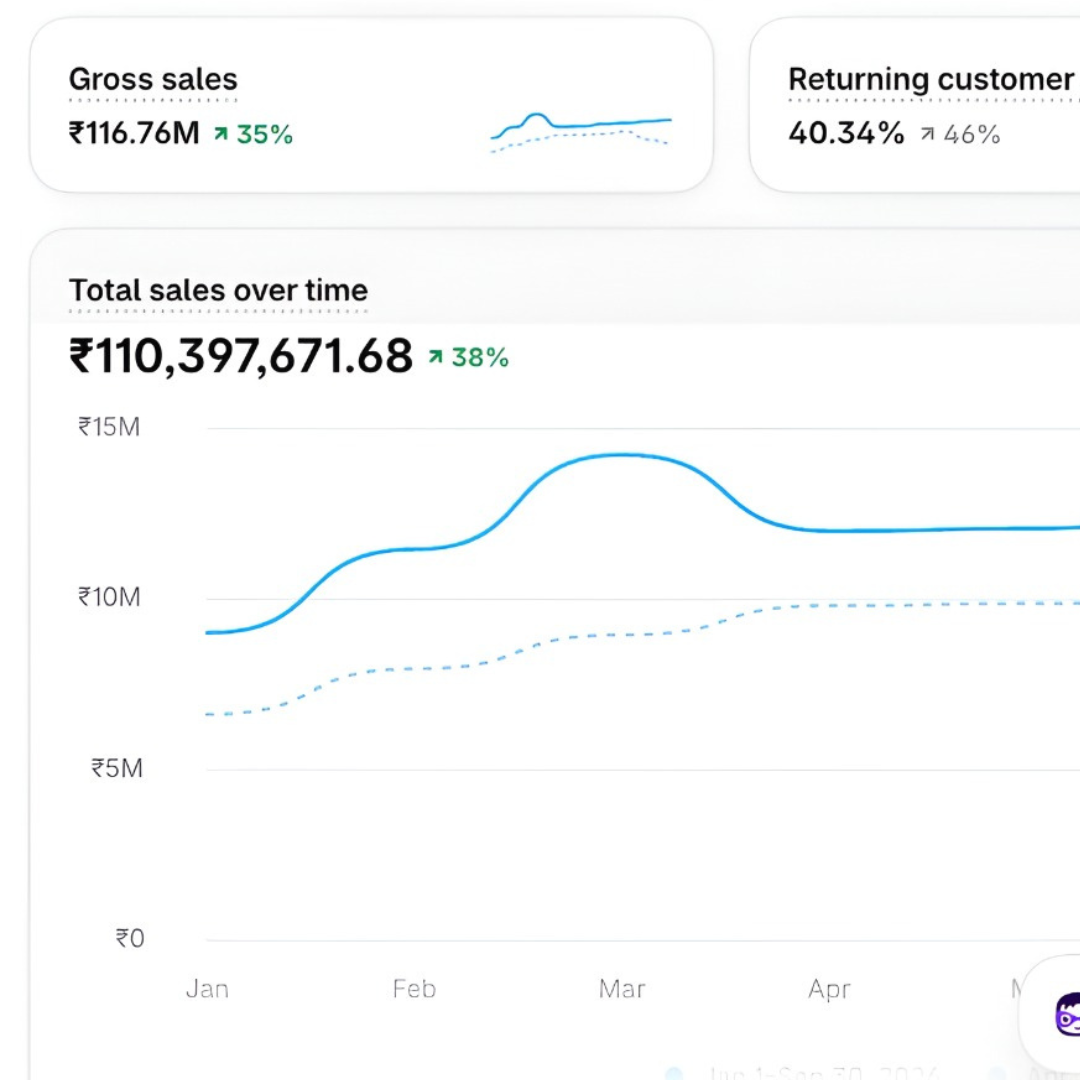 Gross sales
₹116.76M 35%
Returning customer
40.34% 46%
Total sales over time
₹110,397,671.68 38%
₹15M
₹10M
₹5M
₹0
Jan Feb Mar Apr